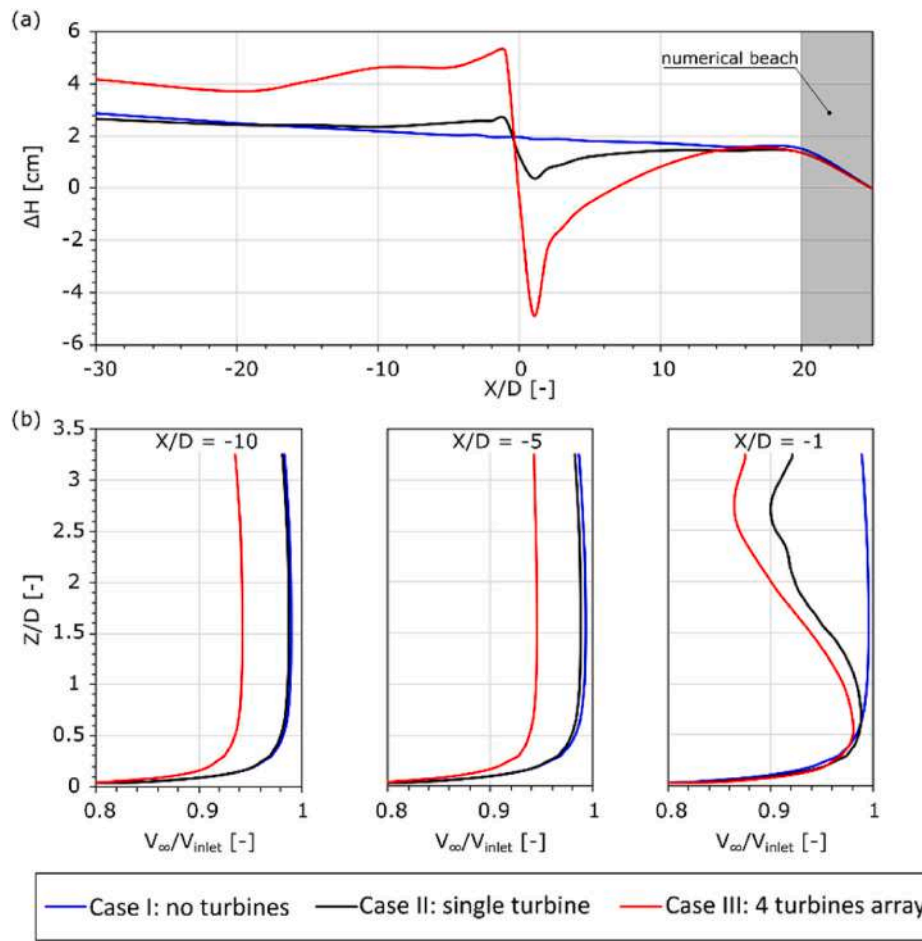 (a)
6
4
2
0
-2
-4
-6
ΔH [cm]
numerical beach
-30 -20 -10 0 10 20
X/D [-]
(b)
3.5
3
2.5
2
1.5
1
0.5
0
Z/D [-]
X/D = -10 X/D = -5 X/D = -1
0.8 0.9 1 0.8 0.9 1 0.8 0.9 1
V∞/Vinlet [-] V∞/Vinlet [-] V∞/Vinlet [-]
Case I: no turbines Case II: single turbine Case III: 4 turbines array